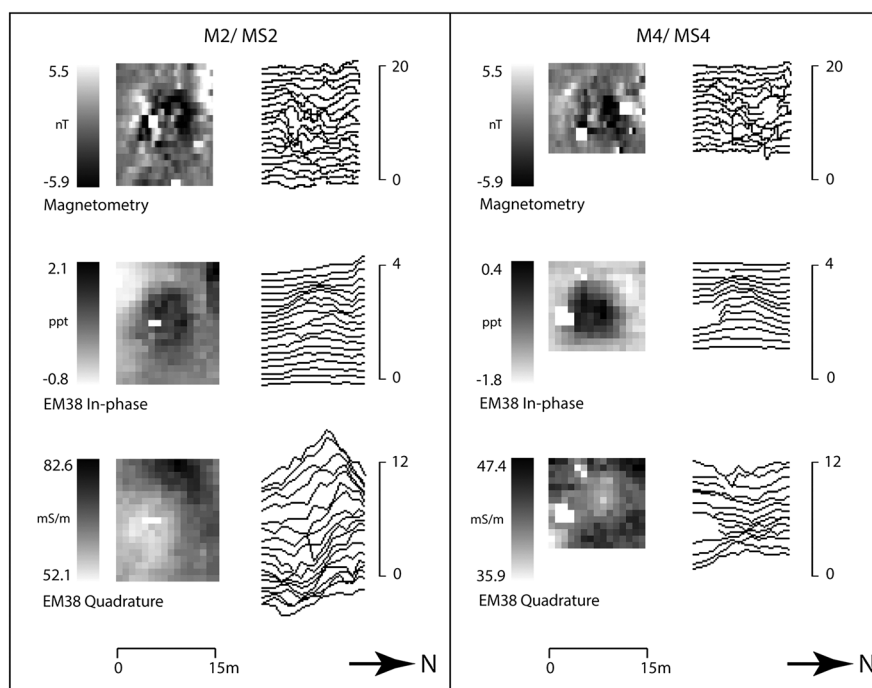 M2/ MS2
5.5
nT
-5.9
20
0
Magnetometry
2.1
ppt
-0.8
4
0
EM38 In-phase
82.6
mS/m
52.1
12
0
EM38 Quadrature
0
15m
N
M4/ MS4
5.5
nT
-5.9
20
0
Magnetometry
0.4
ppt
-1.8
4
0
EM38 In-phase
47.4
mS/m
35.9
12
0
EM38 Quadrature
0
15m
N